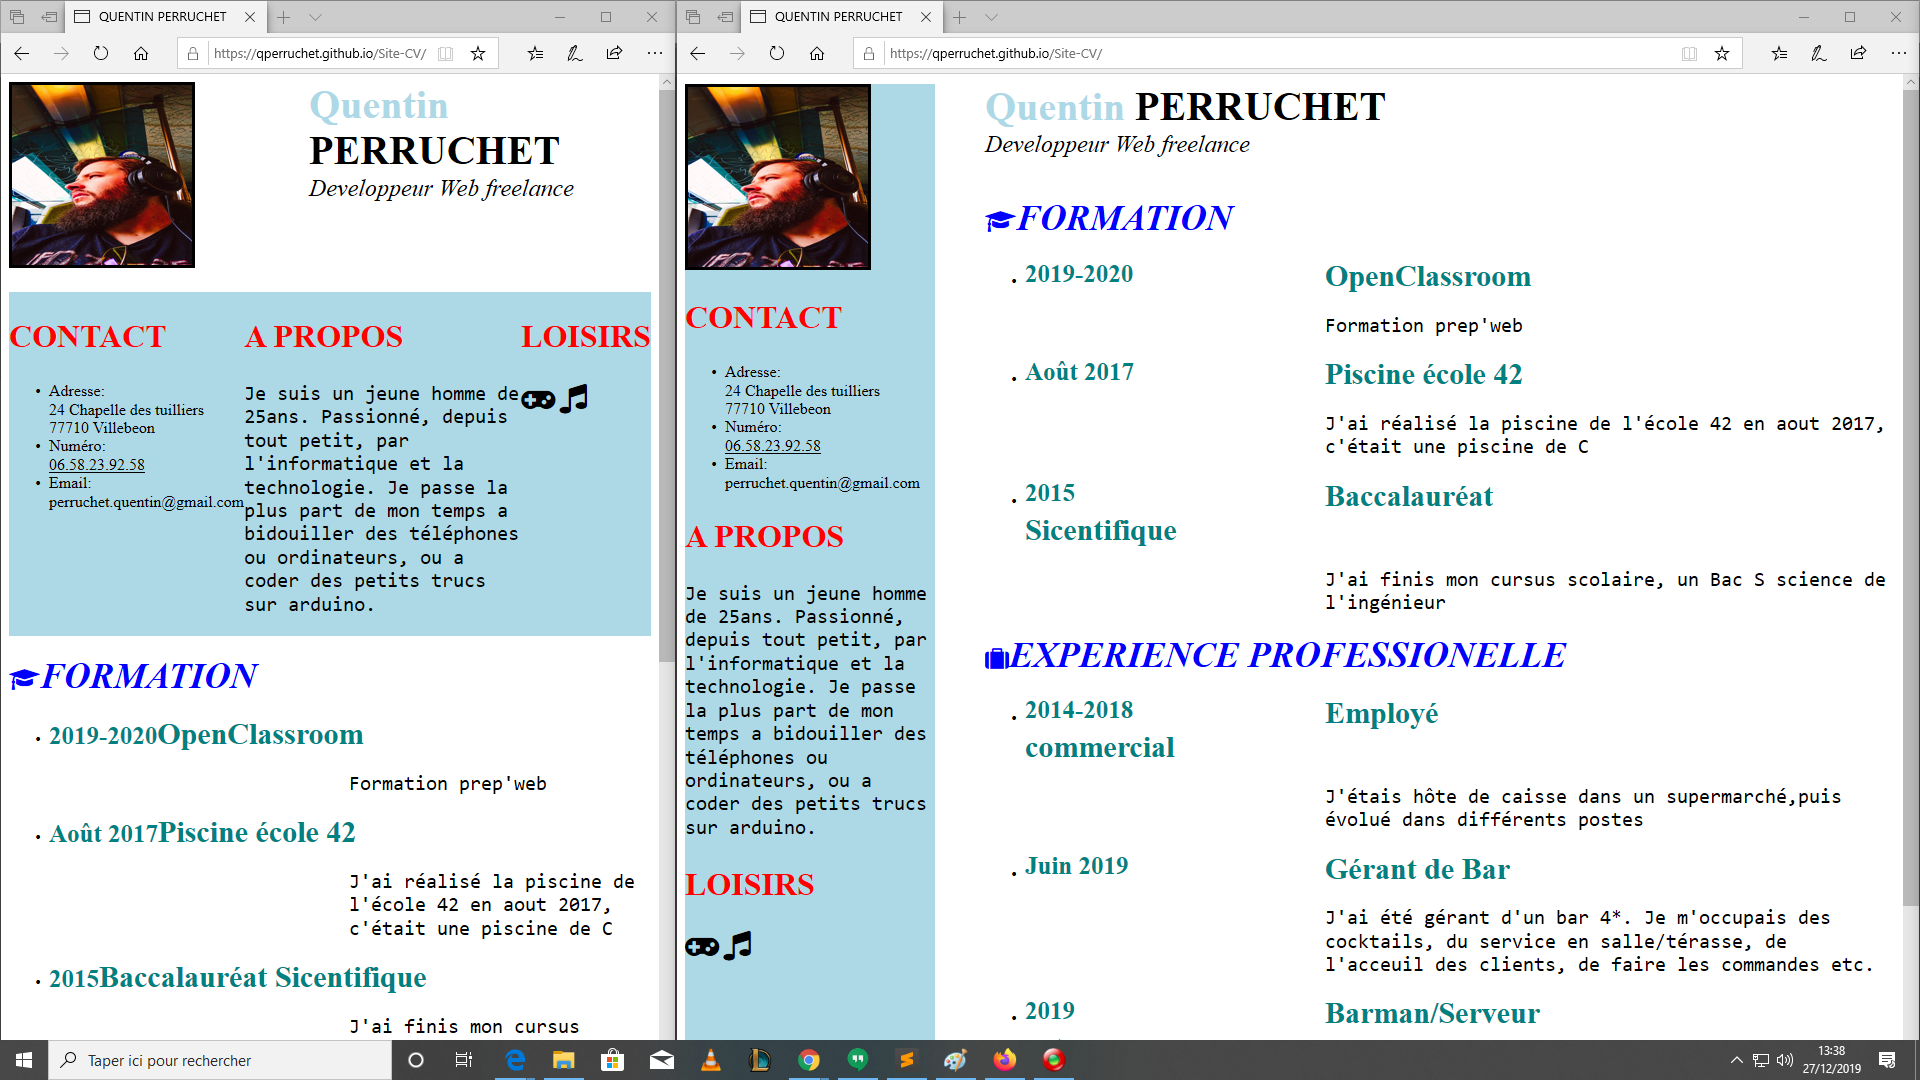 QUENTIN PERRUCHET
https://qperruchet.github.io/Site-CV/
Quentin
PERRUCHET
Developpeur Web freelance
CONTACT
Adresse:
24 Chapelle des tuilliers
77710 Villebeon
Numéro:
06.58.23.92.58
Email:
perruchet.quentin@gmail.com
A PROPOS
Je suis un jeune homme de
25ans. Passionné, depuis
tout petit, par
l'informatique et la
technologie. Je passe la
plus part de mon temps a
bidouiller des téléphones
ou ordinateurs, ou a
coder des petits trucs
sur arduino.
LOISIRS
FORMATION
2019-2020OpenClassroom
Formation prep'web
Août 2017Piscine école 42
J'ai réalisé la piscine de
l'école 42 en aout 2017,
c'était une piscine de C
2015Baccalauréat Sicentifique
J'ai finis mon cursus
QUENTIN PERRUCHET
https://qperruchet.github.io/Site-CV/
CONTACT
Adresse:
24 Chapelle des tuilliers
77710 Villebeon
Numéro:
06.58.23.92.58
Email:
perruchet.quentin@gmail.com
A PROPOS
Je suis un jeune homme
de 25ans. Passionné,
depuis tout petit, par
l'informatique et la
technologie. Je passe
la plus part de mon
temps a bidouiller des
téléphones ou
ordinateurs, ou a
coder des petits trucs
sur arduino.
LOISIRS
Quentin PERRUCHET
Developpeur Web freelance
FORMATION
2019-2020 OpenClassroom
Formation prep'web
Août 2017 Piscine école 42
J'ai réalisé la piscine de l'école 42 en aout 2017,
c'était une piscine de C
2015 Baccalauréat
Sicentifique
J'ai finis mon cursus scolaire, un Bac S science de
l'ingénieur
EXPERIENCE PROFESSIONELLE
2014-2018 Employé
commercial
J'étais hôte de caisse dans un supermarché,puis
évolué dans différents postes
Juin 2019 Gérant de Bar
J'ai été gérant d'un bar 4*. Je m'occupais des
cocktails, du service en salle/térasse, de
l'acceuil des clients, de faire les commandes etc.
2019 Barman/Serveur
Taper ici pour rechercher
13:38
27/12/2019